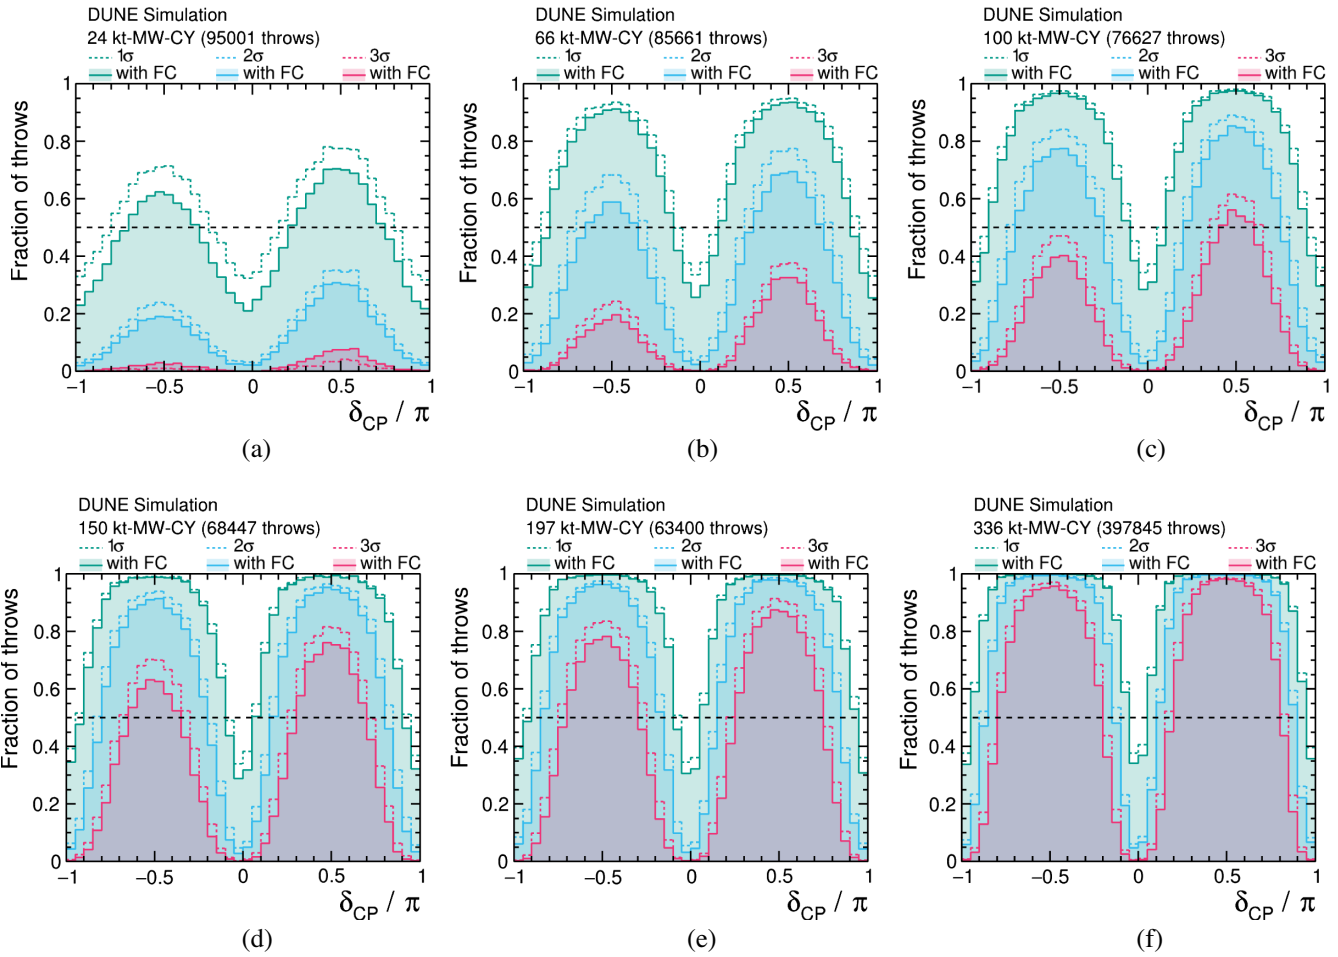 DUNE Simulation
24 kt-MW-CY (95001 throws)
1σ 2σ 3σ
with FC with FC with FC
1
0.8
0.6
0.4
0.2
0
Fraction of throws
−1 −0.5 0 0.5 1
δCP / π
(a)
DUNE Simulation
66 kt-MW-CY (85661 throws)
1σ 2σ 3σ
with FC with FC with FC
1
0.8
0.6
0.4
0.2
0
Fraction of throws
−1 −0.5 0 0.5 1
δCP / π
(b)
DUNE Simulation
100 kt-MW-CY (76627 throws)
1σ 2σ 3σ
with FC with FC with FC
1
0.8
0.6
0.4
0.2
0
Fraction of throws
−1 −0.5 0 0.5 1
δCP / π
(c)
DUNE Simulation
150 kt-MW-CY (68447 throws)
1σ 2σ 3σ
with FC with FC with FC
1
0.8
0.6
0.4
0.2
0
Fraction of throws
−1 −0.5 0 0.5 1
δCP / π
(d)
DUNE Simulation
197 kt-MW-CY (63400 throws)
1σ 2σ 3σ
with FC with FC with FC
1
0.8
0.6
0.4
0.2
0
Fraction of throws
−1 −0.5 0 0.5 1
δCP / π
(e)
DUNE Simulation
336 kt-MW-CY (397845 throws)
1σ 2σ 3σ
with FC with FC with FC
1
0.8
0.6
0.4
0.2
0
Fraction of throws
−1 −0.5 0 0.5 1
δCP / π
(f)